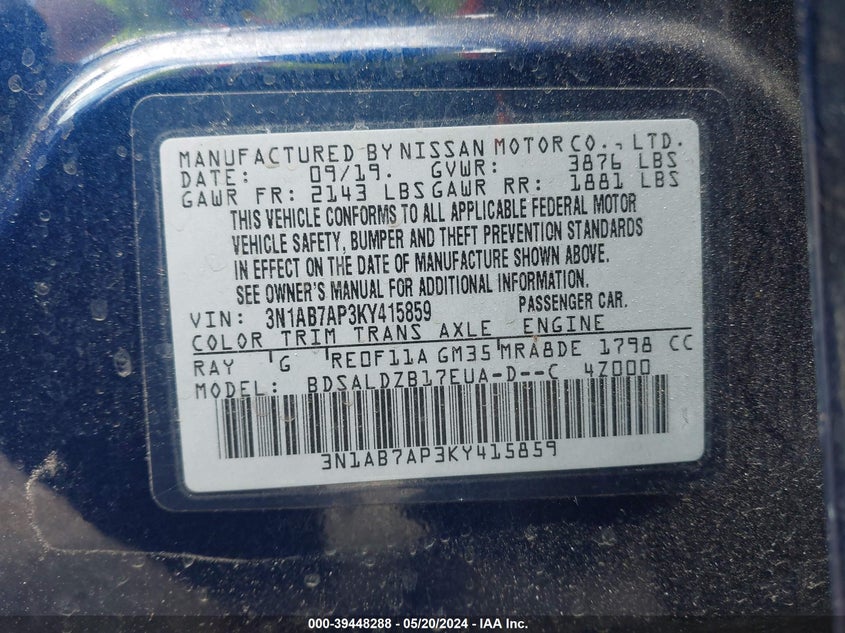 MANUFACTURED BY NISSAN MOTOR CO., LTD.
DATE: 09/19. GVWR: 3876 LBS
GAWR FR: 2143 LBS GAWR RR: 1881 LBS
THIS VEHICLE CONFORMS TO ALL APPLICABLE FEDERAL MOTOR
VEHICLE SAFETY, BUMPER AND THEFT PREVENTION STANDARDS
IN EFFECT ON THE DATE OF MANUFACTURE SHOWN ABOVE.
SEE OWNER'S MANUAL FOR ADDITIONAL INFORMATION.
VIN: 3N1AB7AP3KY415859 PASSENGER CAR.
COLOR TRIM TRANS AXLE ENGINE
RAY G RE0F11A GM35 MRA8DE 1798 CC
MODEL: BDSALDZB17EUA-D--C 4Z000
3N1AB7AP3KY415859
000-39448288 - 05/20/2024 - IAA Inc.